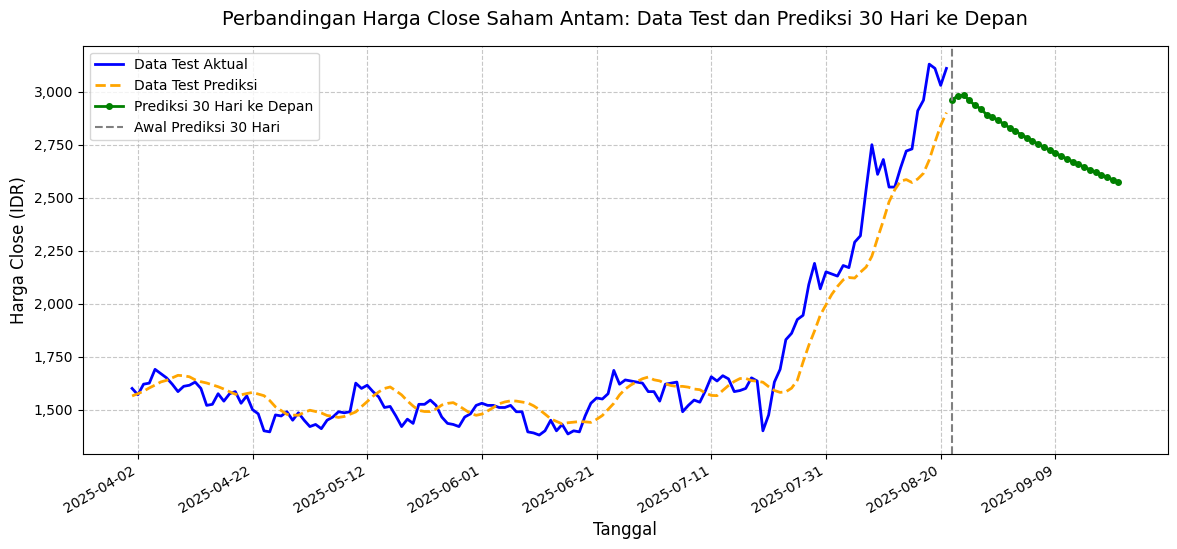 Perbandingan Harga Close Saham Antam: Data Test dan Prediksi 30 Hari ke Depan
Data Test Aktual
Data Test Prediksi
Prediksi 30 Hari ke Depan
Awal Prediksi 30 Hari
Harga Close (IDR)
3,000
2,750
2,500
2,250
2,000
1,750
1,500
2025-04-02
2025-04-22
2025-05-12
2025-06-01
2025-06-21
2025-07-11
2025-07-31
2025-08-20
2025-09-09
Tanggal